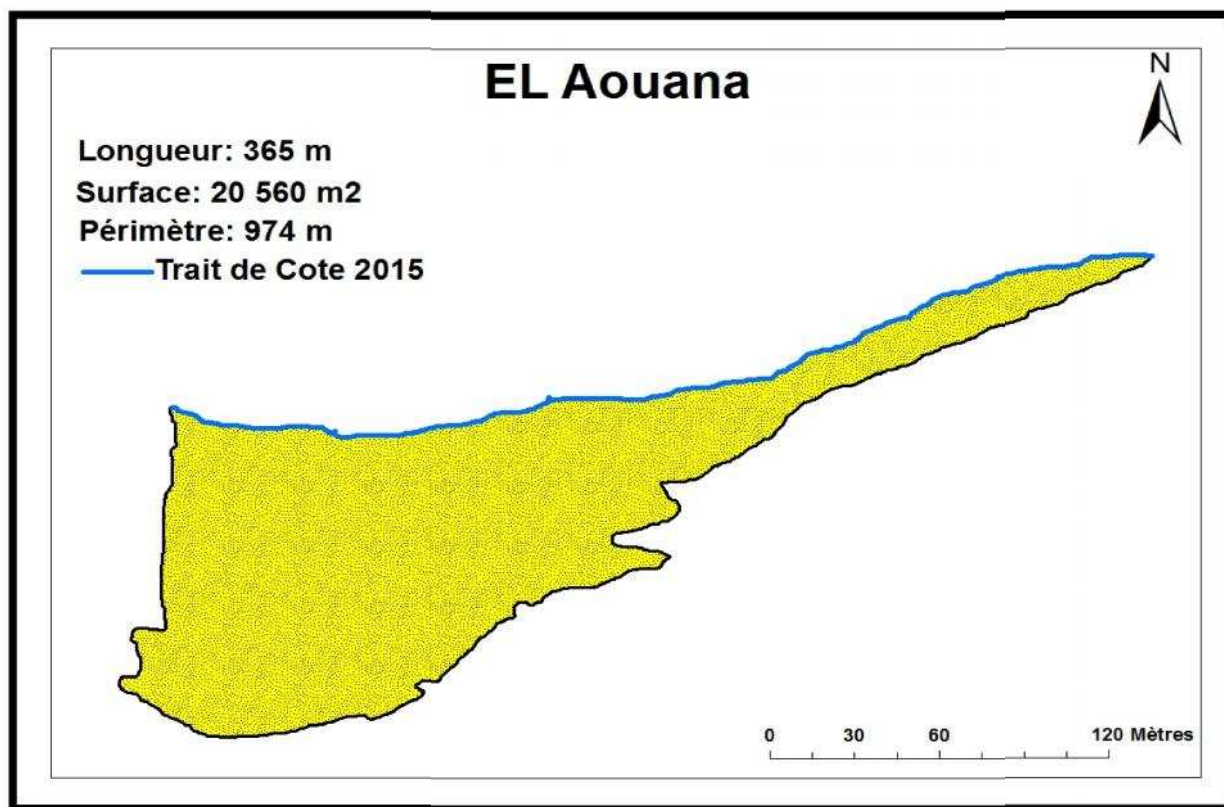 EL Aouana
N
Longueur: 365 m
Surface: 20 560 m2
Périmètre: 974 m
Trait de Cote 2015
0 30 60 120 Mètres